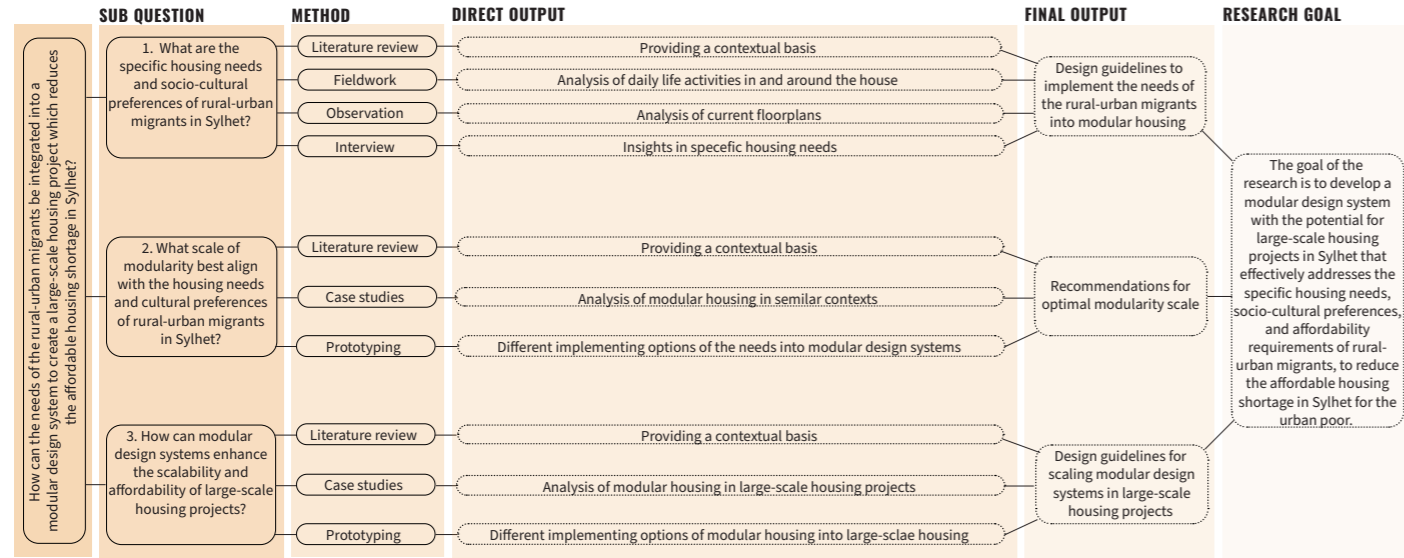 SUB QUESTION
METHOD
DIRECT OUTPUT
FINAL OUTPUT
RESEARCH GOAL
How can the needs of the rural-urban migrants be integrated into a
modular design system to create a large-scale housing project which reduces
the affordable housing shortage in Sylhet?
1. What are the
specific housing needs
and socio-cultural
preferences of rural-urban
migrants in Sylhet?
Literature review
Fieldwork
Observation
Interview
Providing a contextual basis
Analysis of daily life activities in and around the house
Analysis of current floorplans
Insights in specefic housing needs
Design guidelines to
implement the needs of
the rural-urban migrants
into modular housing
2. What scale of
modularity best align
with the housing needs
and cultural preferences
of rural-urban migrants
in Sylhet?
Literature review
Case studies
Prototyping
Providing a contextual basis
Analysis of modular housing in semilar contexts
Different implementing options of the needs into modular design systems
Recommendations for
optimal modularity scale
3. How can modular
design systems enhance
the scalability and
affordability of large-scale
housing projects?
Literature review
Case studies
Prototyping
Providing a contextual basis
Analysis of modular housing in large-scale housing projects
Different implementing options of modular housing into large-sclae housing
Design guidelines for
scaling modular design
systems in large-scale
housing projects
The goal of the
research is to develop a
modular design system
with the potential for
large-scale housing
projects in Sylhet that
effectively addresses the
specific housing needs,
socio-cultural preferences,
and affordability
requirements of rural-
urban migrants, to reduce
the affordable housing
shortage in Sylhet for the
urban poor.